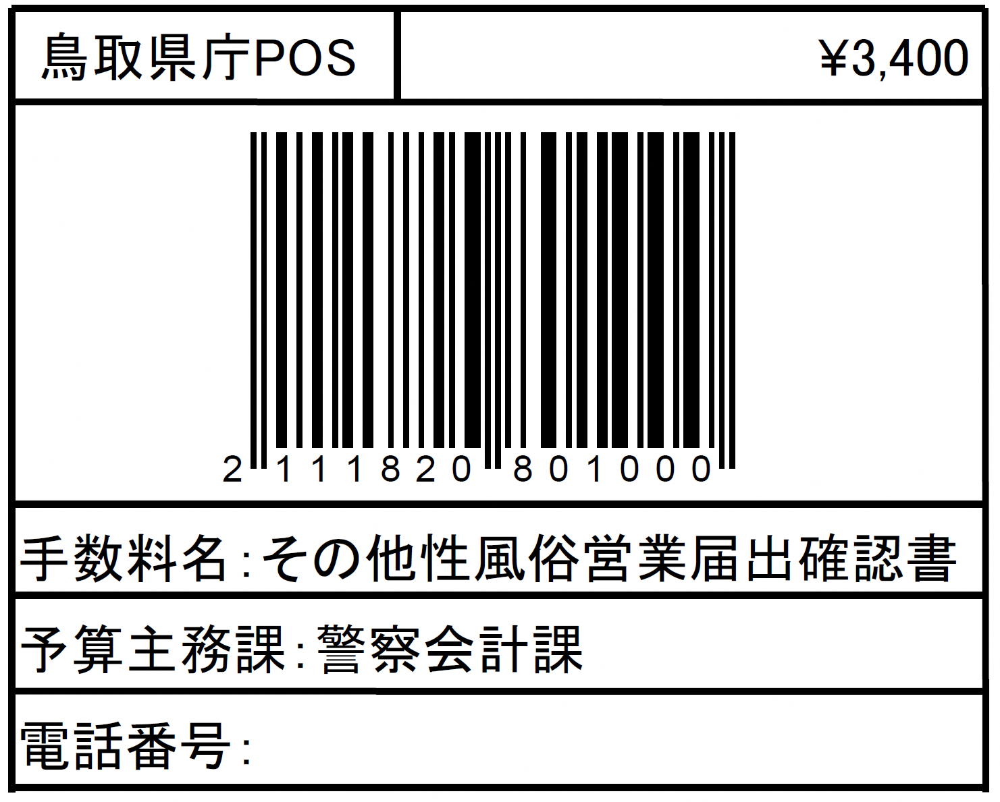 鳥取県庁POS
¥3,400
2 111820 801000
手数料名:その他性風俗営業届出確認書
予算主務課:警察会計課
電話番号: